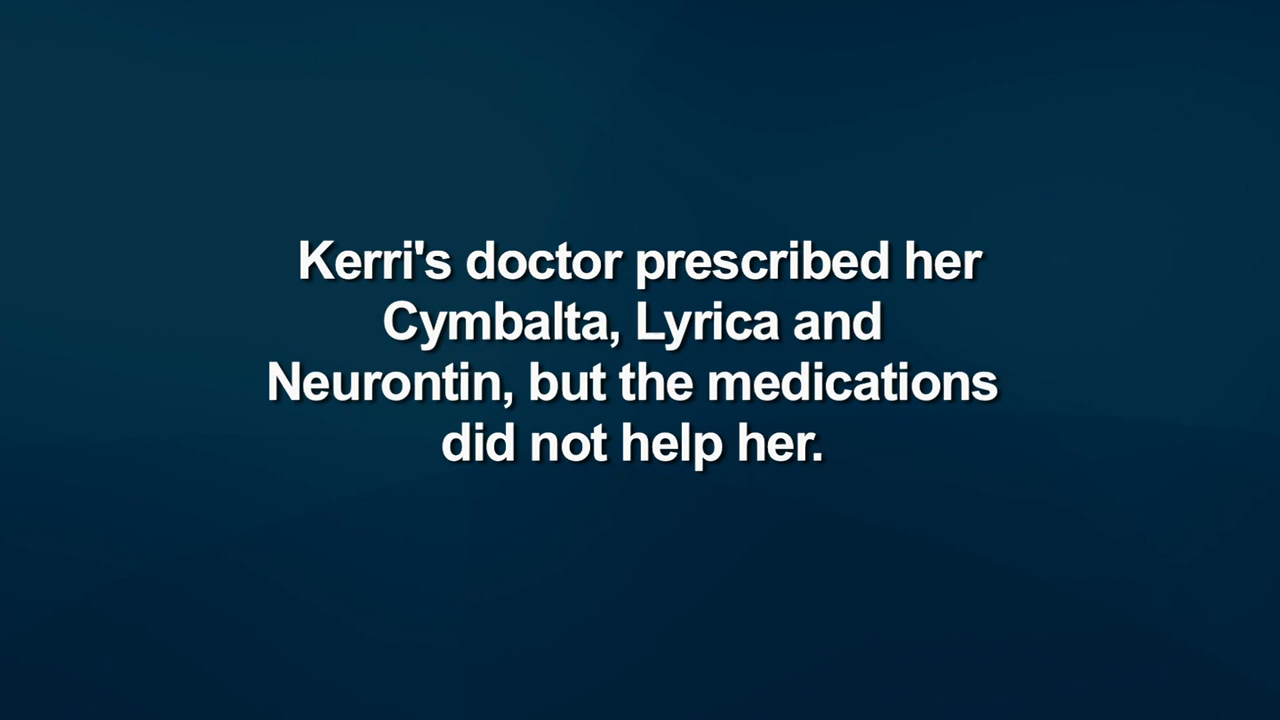 Kerri's doctor prescribed her
Cymbalta, Lyrica and
Neurontin, but the medications
did not help her.